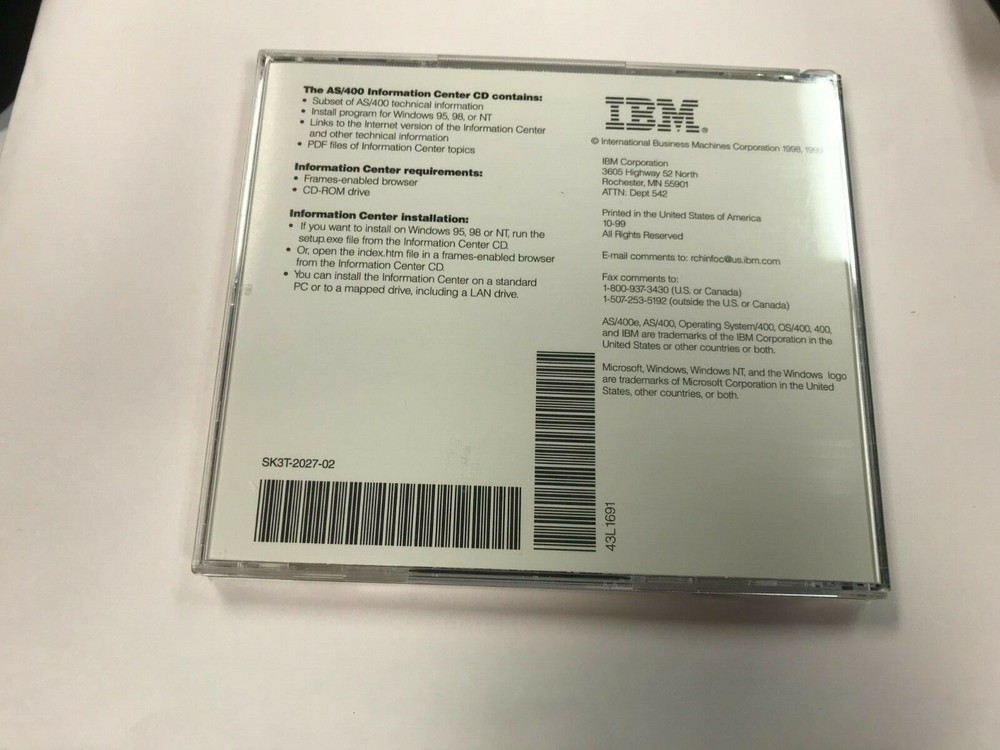 The AS/400 Information Center CD contains:
• Subset of AS/400 technical information
• Install program for Windows 95, 98, or NT
• Links to the Internet version of the Information Center
and other technical information
• PDF files of Information Center topics
Information Center requirements:
• Frames-enabled browser
• CD-ROM drive
Information Center installation:
• If you want to install on Windows 95, 98 or NT, run the
setup.exe file from the Information Center CD.
• Or, open the index.htm file in a frames-enabled browser
from the Information Center CD.
• You can install the Information Center on a standard
PC or to a mapped drive, including a LAN drive.
SK3T-2027-02
IBM®
© International Business Machines Corporation 1998, 1999
IBM Corporation
3605 Highway 52 North
Rochester, MN 55901
ATTN: Dept 542
Printed in the United States of America
10-99
All Rights Reserved
E-mail comments to: rchinfoc@us.ibm.com
Fax comments to:
1-800-937-3430 (U.S. or Canada)
1-507-253-5192 (outside the U.S. or Canada)
AS/400e, AS/400, Operating System/400, OS/400, 400,
and IBM are trademarks of the IBM Corporation in the
United States or other countries or both.
Microsoft, Windows, Windows NT, and the Windows logo
are trademarks of Microsoft Corporation in the United
States, other countries, or both.
43L1691